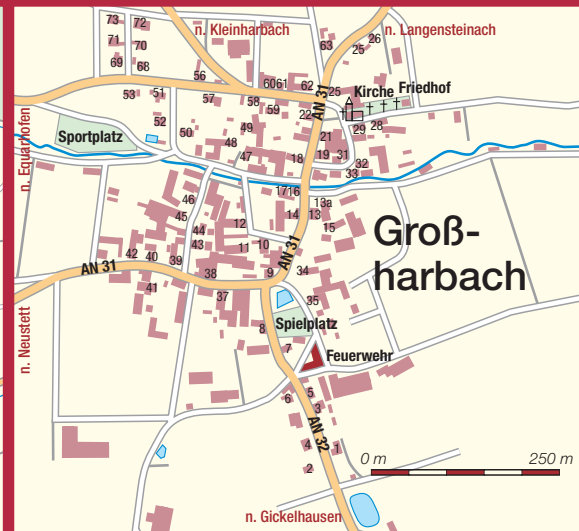 73 72
n. Kleinharbach
n. Langensteinach
71 70
63
25
26
69 68
56
60 61
62
25
53
51
57
58
59
22
AN 31
Kirche
Friedhof
n. Equarhofen
Sportplatz
52
50
49
48
47
21
29 28
18
19
31
32
33
46
45
44
43
17 16
13a
14
13
15
12
11
10
AN 31
Groß-
harbach
42
40
39
AN 31
38
9
34
41
37
35
8
Spielplatz
n. Neustett
7
Feuerwehr
6
5
3
AN 32
4
1
2
0 m
250 m
n. Gickelhausen